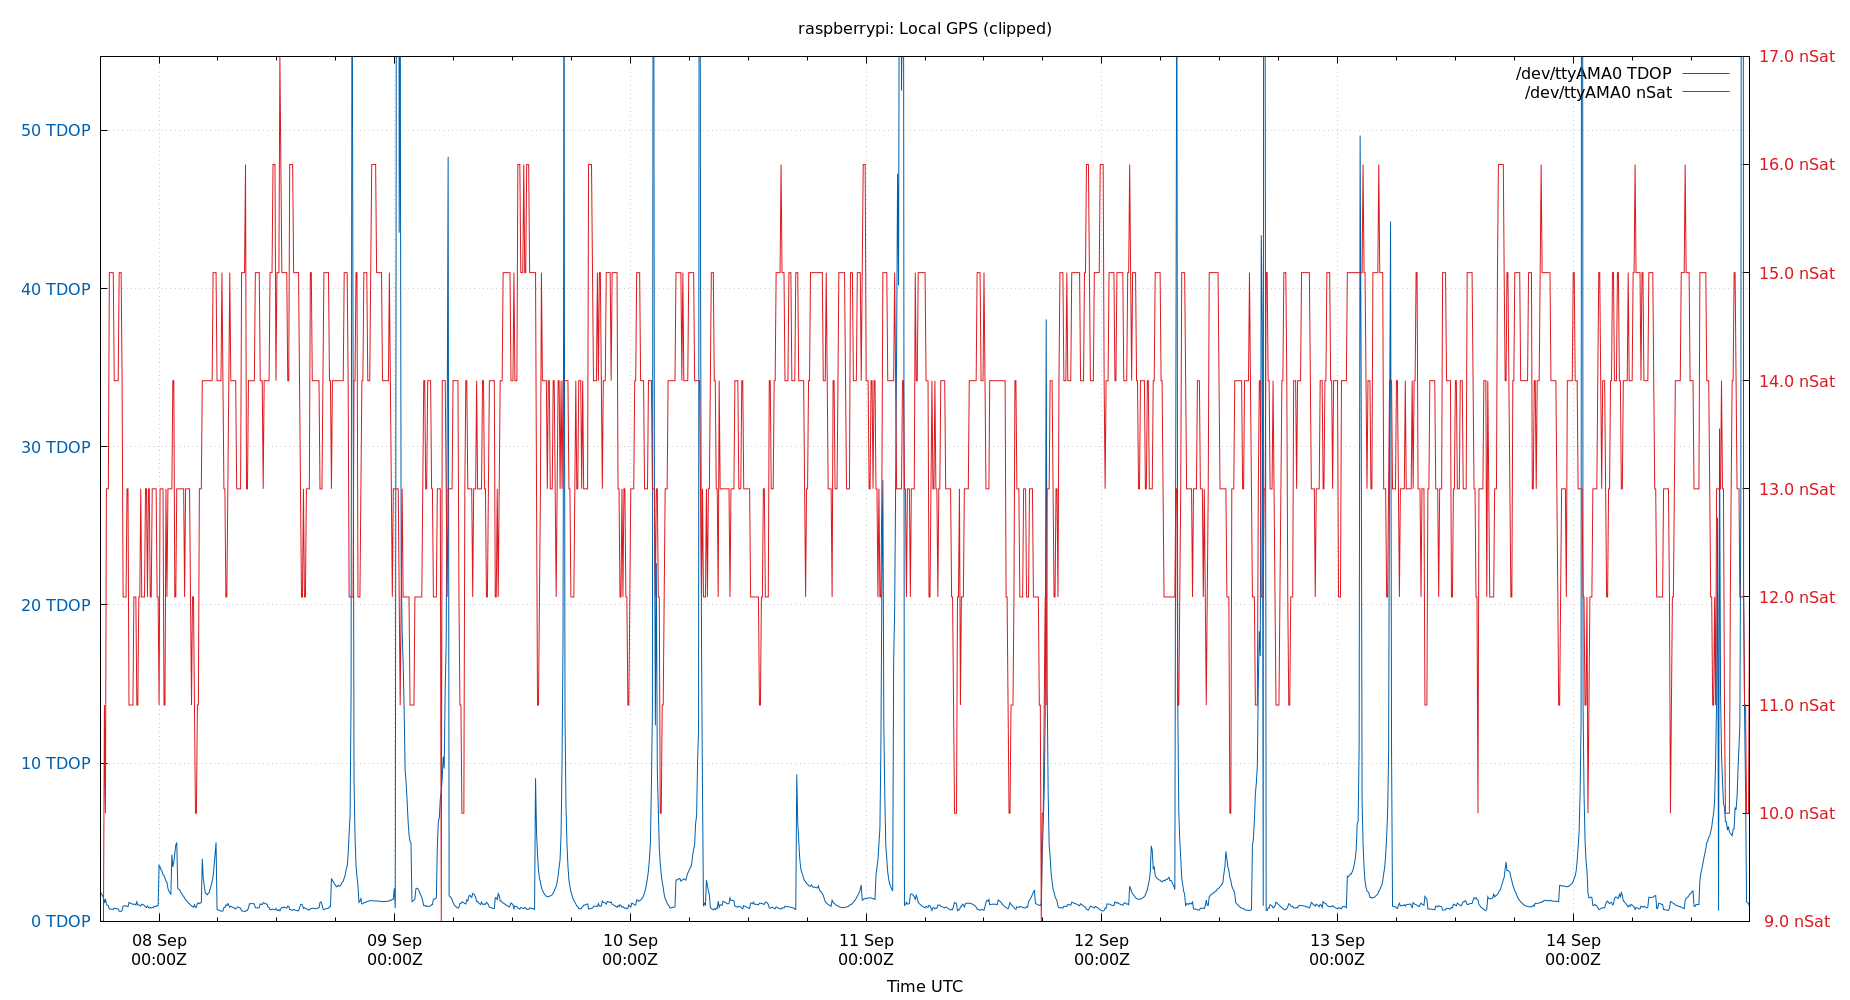 raspberrypi: Local GPS (clipped)
/dev/ttyAMA0 TDOP
/dev/ttyAMA0 nSat
50 TDOP
40 TDOP
30 TDOP
20 TDOP
10 TDOP
0 TDOP
17.0 nSat
16.0 nSat
15.0 nSat
14.0 nSat
13.0 nSat
12.0 nSat
11.0 nSat
10.0 nSat
9.0 nSat
08 Sep
00:00Z
09 Sep
00:00Z
10 Sep
00:00Z
11 Sep
00:00Z
12 Sep
00:00Z
13 Sep
00:00Z
14 Sep
00:00Z
Time UTC